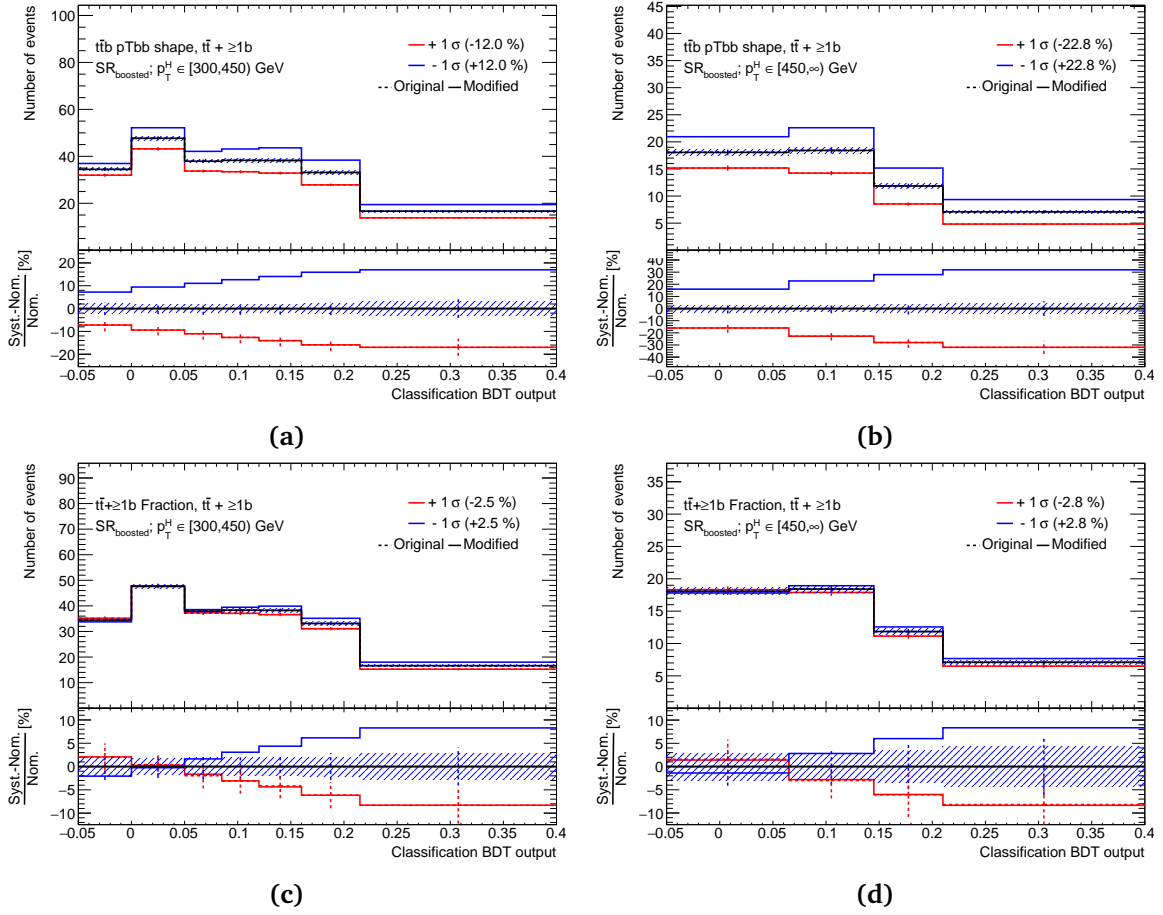 Number of events
100
80
60
40
20
tt̄b pTbb shape, tt̄ + ≥1b
SR_boosted; p_T^H ∈ [300,450) GeV
+ 1 σ (-12.0 %)
- 1 σ (+12.0 %)
Original Modified
Syst.-Nom. [%]
Nom.
20
10
0
−10
−20
−0.05 0 0.05 0.1 0.15 0.2 0.25 0.3 0.35 0.4
Classification BDT output
(a)
Number of events
45
40
35
30
25
20
15
10
5
tt̄b pTbb shape, tt̄ + ≥1b
SR_boosted; p_T^H ∈ [450,∞) GeV
+ 1 σ (-22.8 %)
- 1 σ (+22.8 %)
Original Modified
Syst.-Nom. [%]
Nom.
40
30
20
10
0
−10
−20
−30
−40
−0.05 0 0.05 0.1 0.15 0.2 0.25 0.3 0.35 0.4
Classification BDT output
(b)
Number of events
90
80
70
60
50
40
30
20
10
tt̄+≥1b Fraction, tt̄ + ≥1b
SR_boosted; p_T^H ∈ [300,450) GeV
+ 1 σ (-2.5 %)
- 1 σ (+2.5 %)
Original Modified
Syst.-Nom. [%]
Nom.
10
5
0
−5
−10
−0.05 0 0.05 0.1 0.15 0.2 0.25 0.3 0.35 0.4
Classification BDT output
(c)
Number of events
35
30
25
20
15
10
5
tt̄+≥1b Fraction, tt̄ + ≥1b
SR_boosted; p_T^H ∈ [450,∞) GeV
+ 1 σ (-2.8 %)
- 1 σ (+2.8 %)
Original Modified
Syst.-Nom. [%]
Nom.
10
5
0
−5
−10
−0.05 0 0.05 0.1 0.15 0.2 0.25 0.3 0.35 0.4
Classification BDT output
(d)